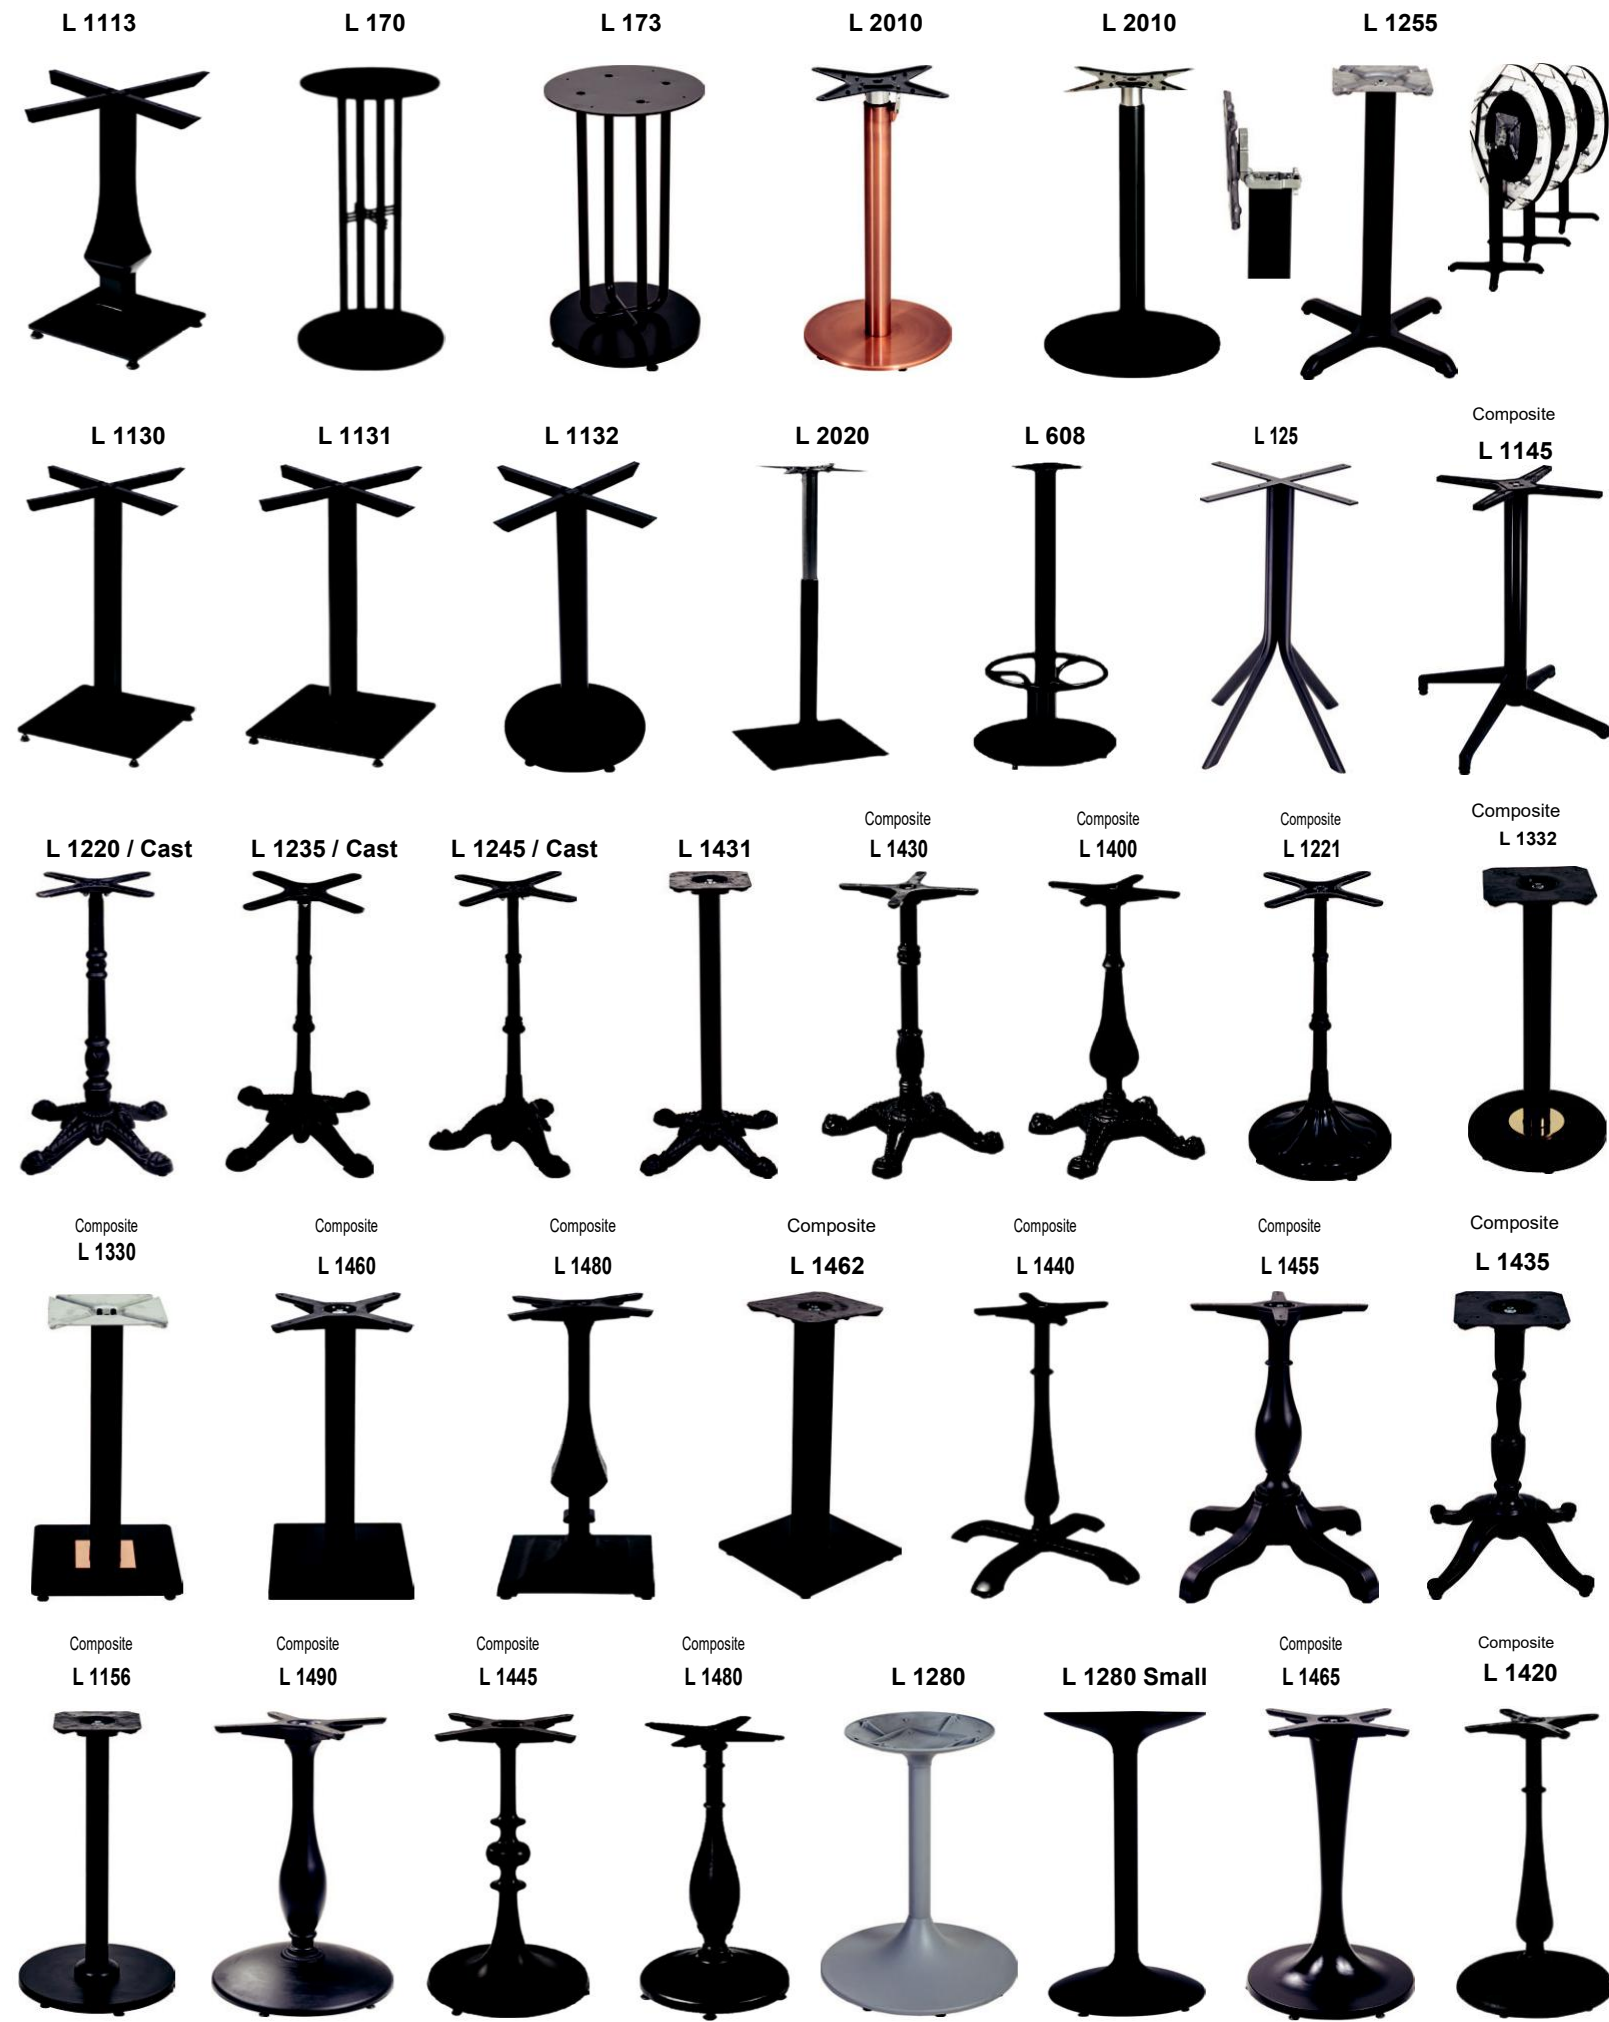 L 1113
L 170
L 173
L 2010
L 2010
L 1255
L 1130
L 1131
L 1132
L 2020
L 608
L 125
Composite
L 1145
L 1220 / Cast
L 1235 / Cast
L 1245 / Cast
L 1431
Composite
L 1430
Composite
L 1400
Composite
L 1221
Composite
L 1332
Composite
L 1330
Composite
L 1460
Composite
L 1480
Composite
L 1462
Composite
L 1440
Composite
L 1455
Composite
L 1435
Composite
L 1156
Composite
L 1490
Composite
L 1445
Composite
L 1480
L 1280
L 1280 Small
Composite
L 1465
Composite
L 1420